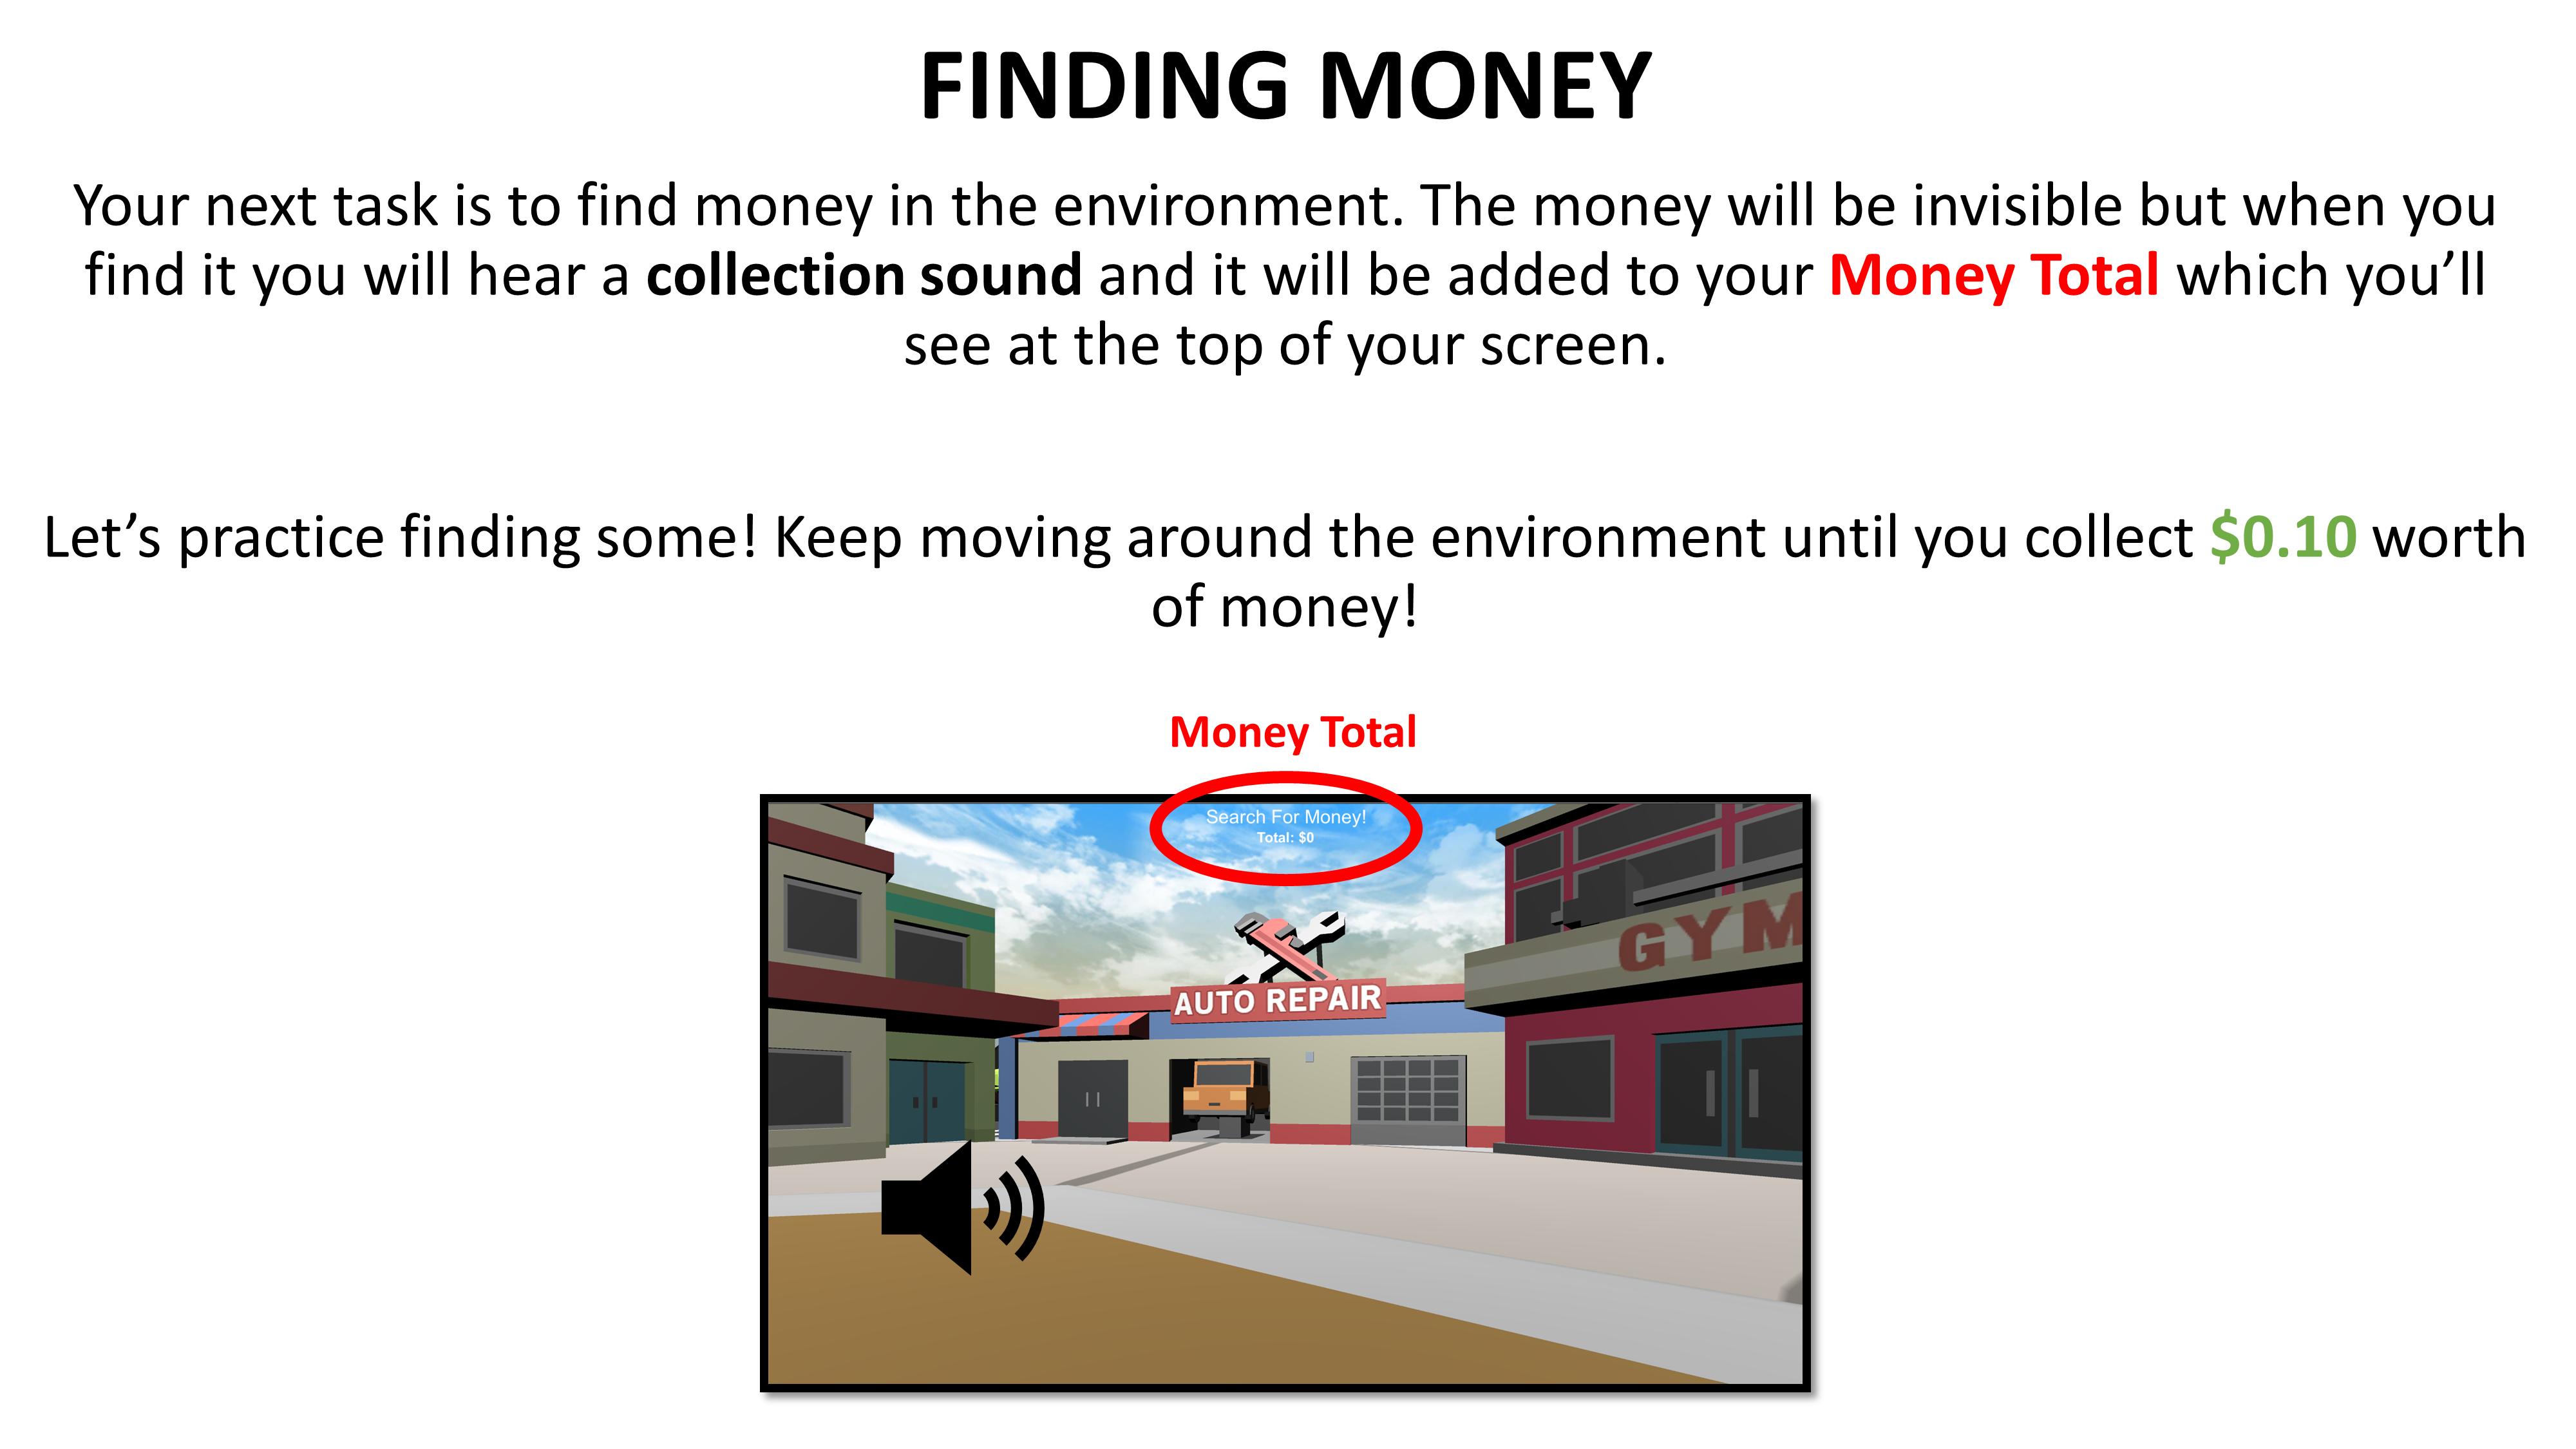 FINDING MONEY
Your next task is to find money in the environment. The money will be invisible but when you
find it you will hear a collection sound and it will be added to your Money Total which you’ll
see at the top of your screen.
Let’s practice finding some! Keep moving around the environment until you collect $0.10 worth
of money!
Money Total
Search For Money!
Total: $0
GYM
AUTO REPAIR